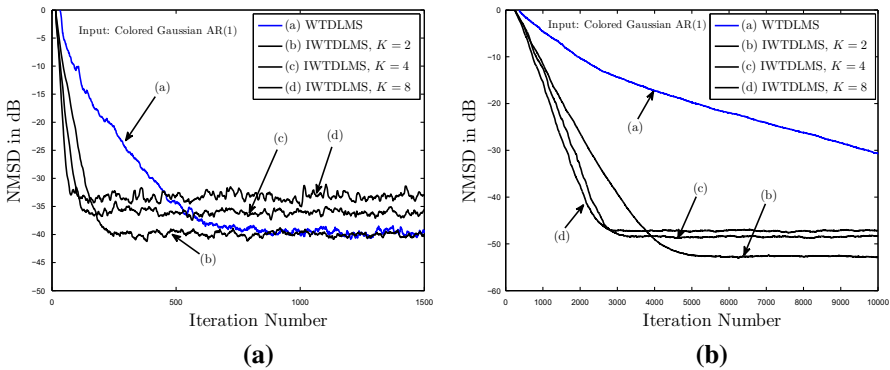 Input: Colored Gaussian AR(1)
(a) WTDLMS
(b) IWTDLMS, K = 2
(c) IWTDLMS, K = 4
(d) IWTDLMS, K = 8
(a)
(d)
(c)
(b)
0
−5
−10
−15
−20
−25
−30
−35
−40
−45
−50
NMSD in dB
0
500
1000
1500
Iteration Number
(a)
Input: Colored Gaussian AR(1)
(a) WTDLMS
(b) IWTDLMS, K = 2
(c) IWTDLMS, K = 4
(d) IWTDLMS, K = 8
(a)
(c)
(b)
(d)
0
−10
−20
−30
−40
−50
−60
NMSD in dB
0
1000
2000
3000
4000
5000
6000
7000
8000
9000
10000
Iteration Number
(b)